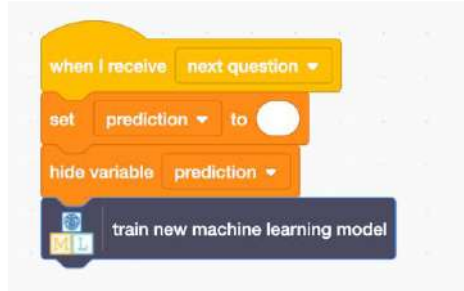 when I receive next question
set prediction to
hide variable prediction
ML train new machine learning model